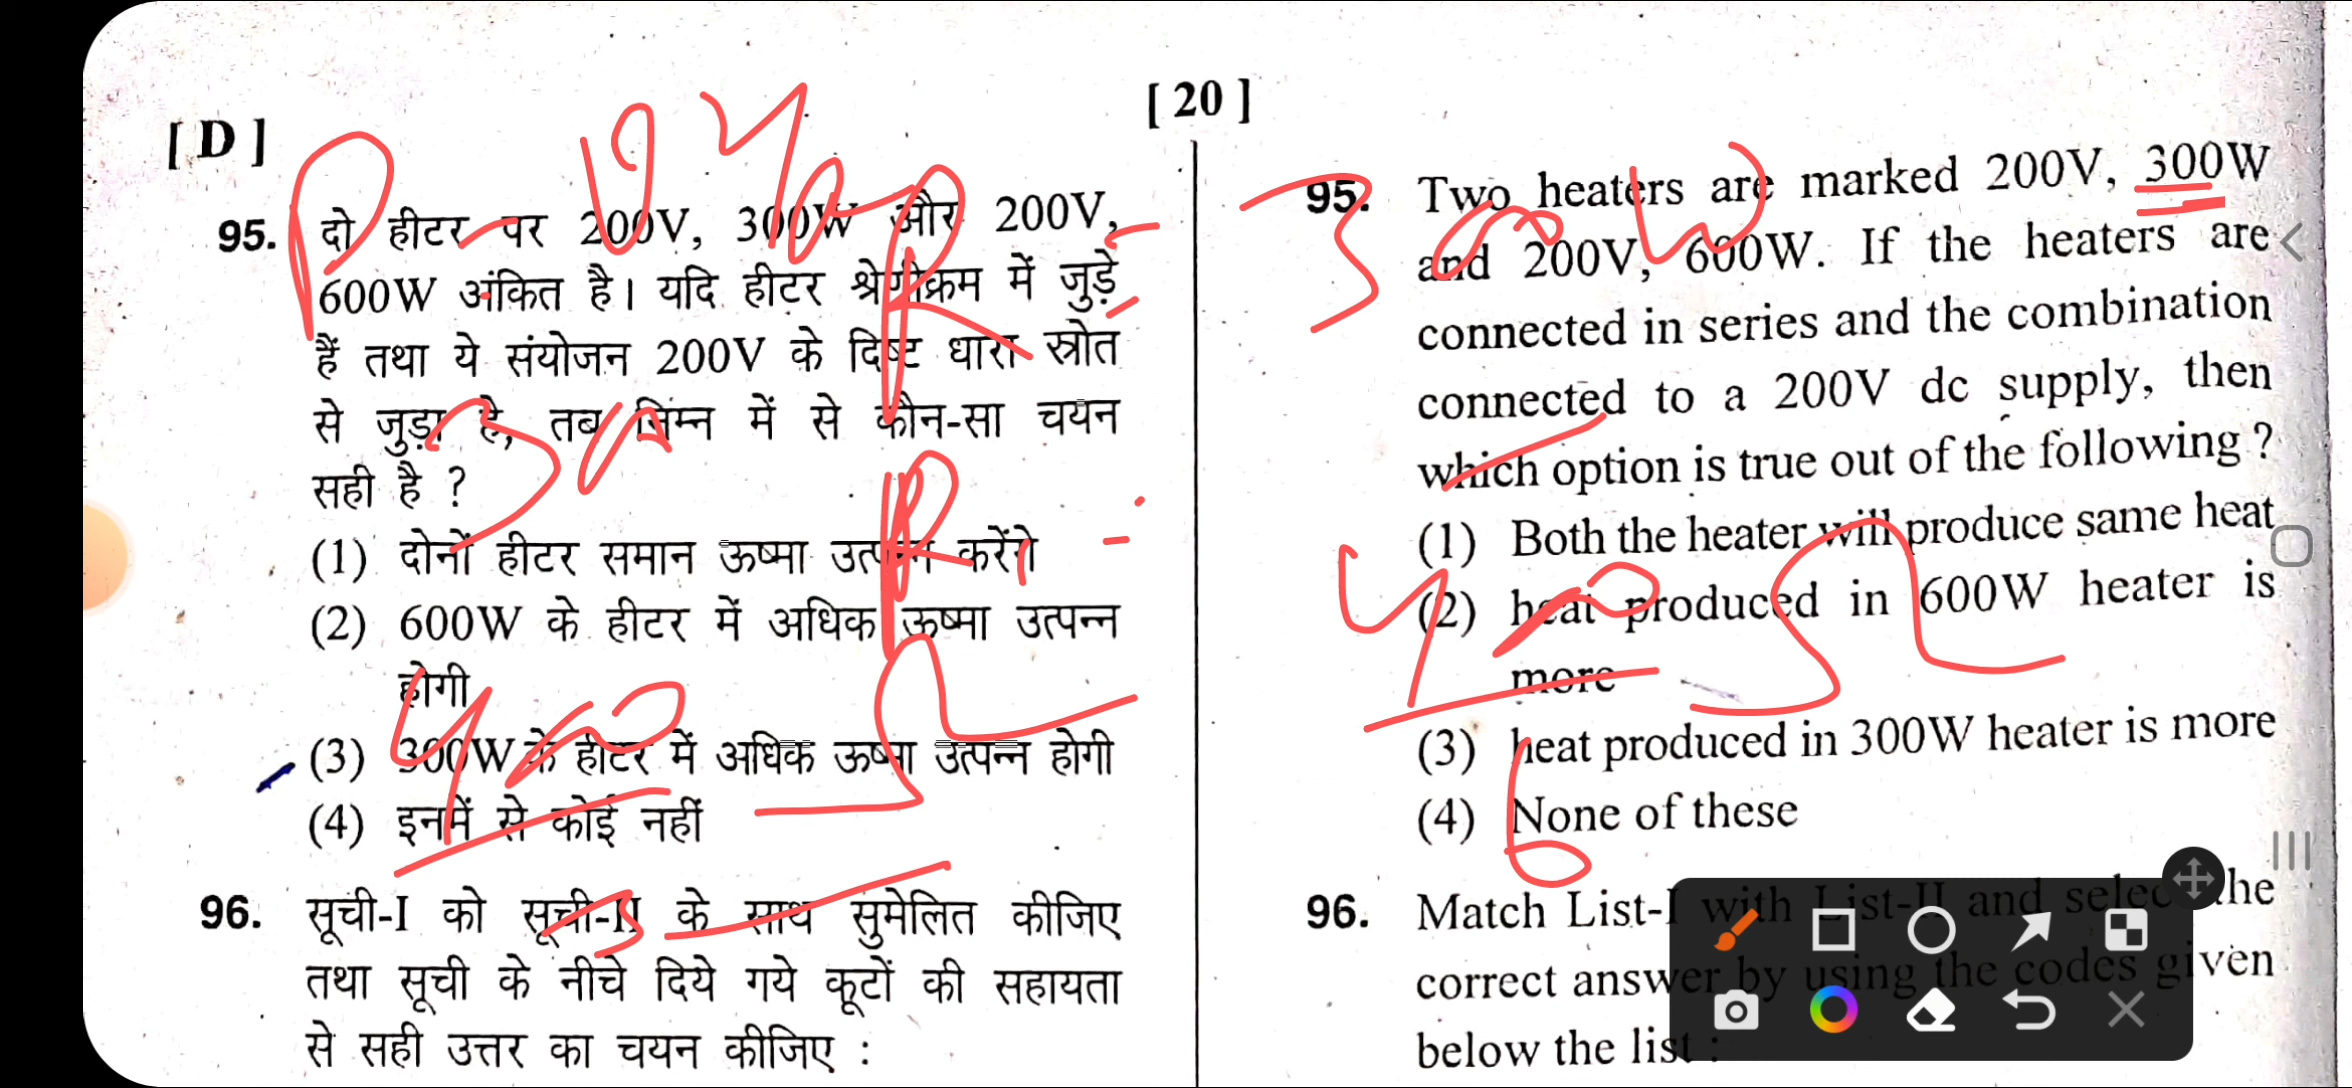 [ D ]
[ 20 ]
95. दो हीटर पर 200V, 300W और 200V,
600W अंकित है। यदि हीटर श्रेणीक्रम में जुड़े
हैं तथा ये संयोजन 200V के दिष्ट धारा स्रोत
से जुड़ा है, तब निम्न में से कौन-सा चयन
सही है ?
(1) दोनों हीटर समान ऊष्मा उत्पन्न करेंगे
(2) 600W के हीटर में अधिक ऊष्मा उत्पन्न
होगी
(3) 300W के हीटर में अधिक ऊष्मा उत्पन्न होगी
(4) इनमें से कोई नहीं
96. सूची-I को सूची-II के साथ सुमेलित कीजिए
तथा सूची के नीचे दिये गये कूटों की सहायता
से सही उत्तर का चयन कीजिए :
95. Two heaters are marked 200V, 300W
and 200V, 600W. If the heaters are
connected in series and the combination
connected to a 200V dc supply, then
which option is true out of the following ?
(1) Both the heater will produce same heat
(2) heat produced in 600W heater is
more
(3) heat produced in 300W heater is more
(4) None of these
96. Match List-I with List-II and select the
correct answer by using the codes given
below the list :